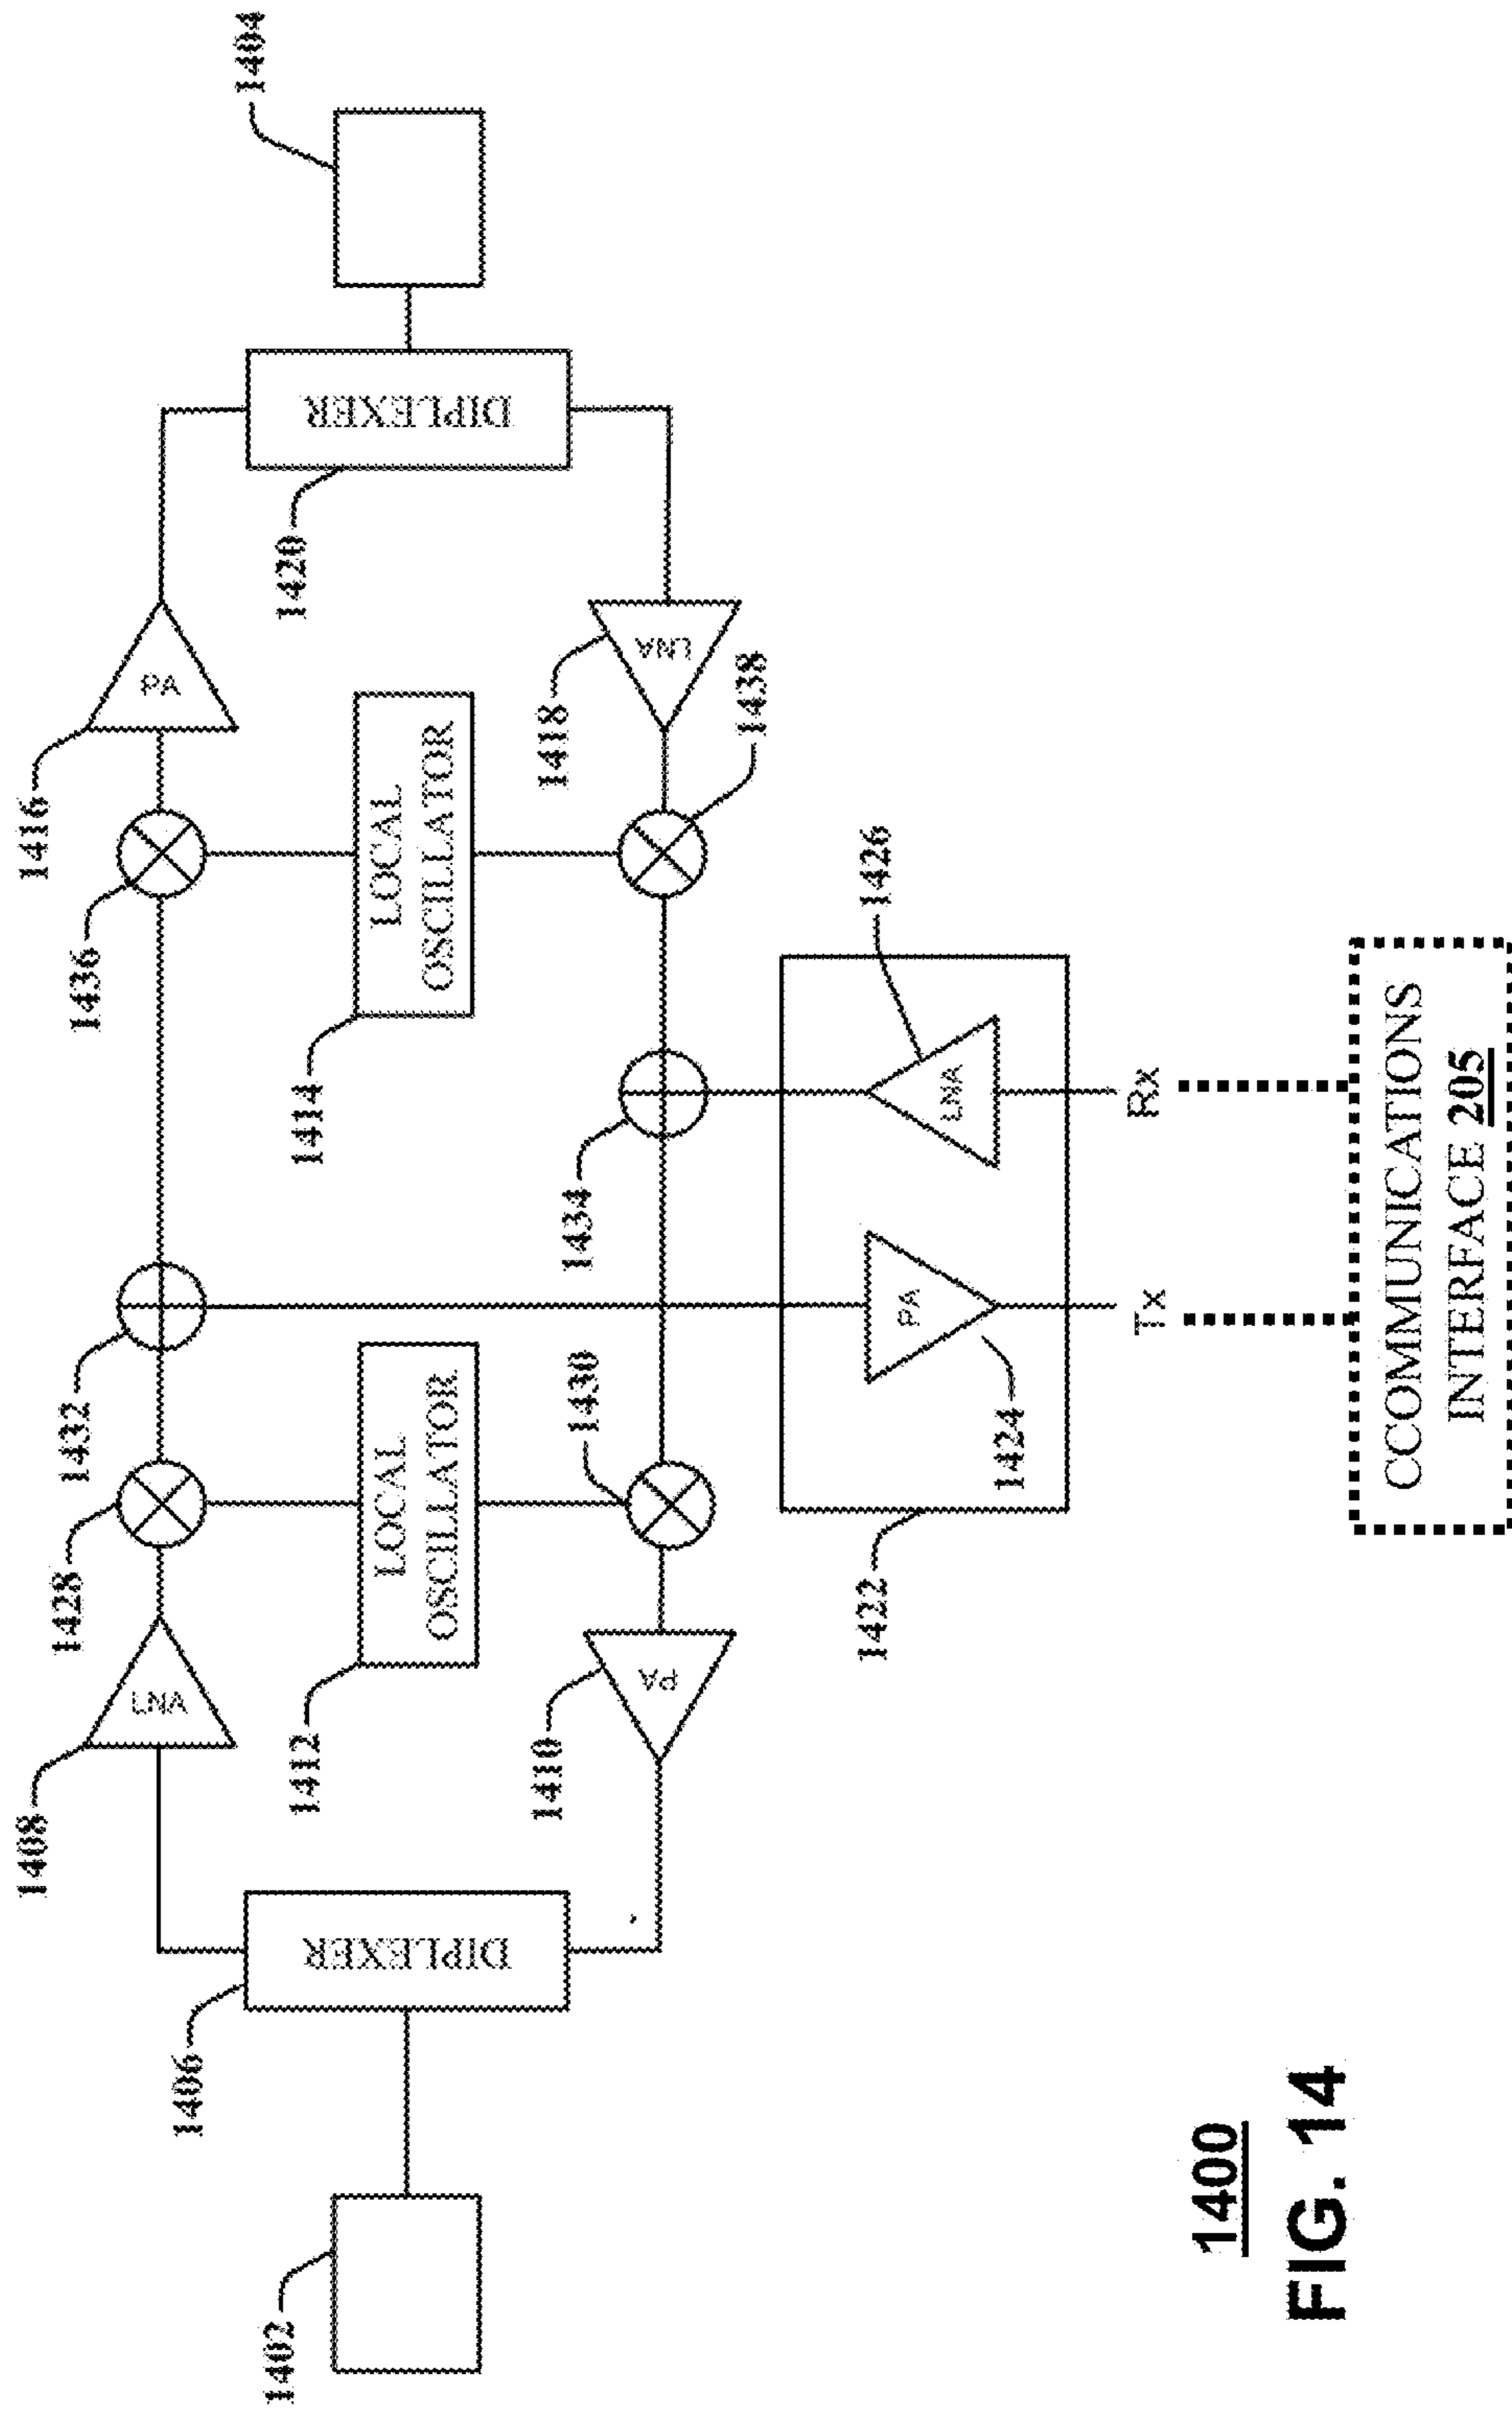 1404
1416
PA
1436
1420
DIPLEXER
1414
LOCAL
OSCILLATOR
1418
LNA
1438
1432
1434
1426
LNA
Rx
1428
1412
LOCAL
OSCILLATOR
1430
PA
1424
Tx
1422
CCOMMUNICATIONS
INTERFACE 205
1408
LNA
1410
PA
1406
DIPLEXER
1402
1400
FIG. 14